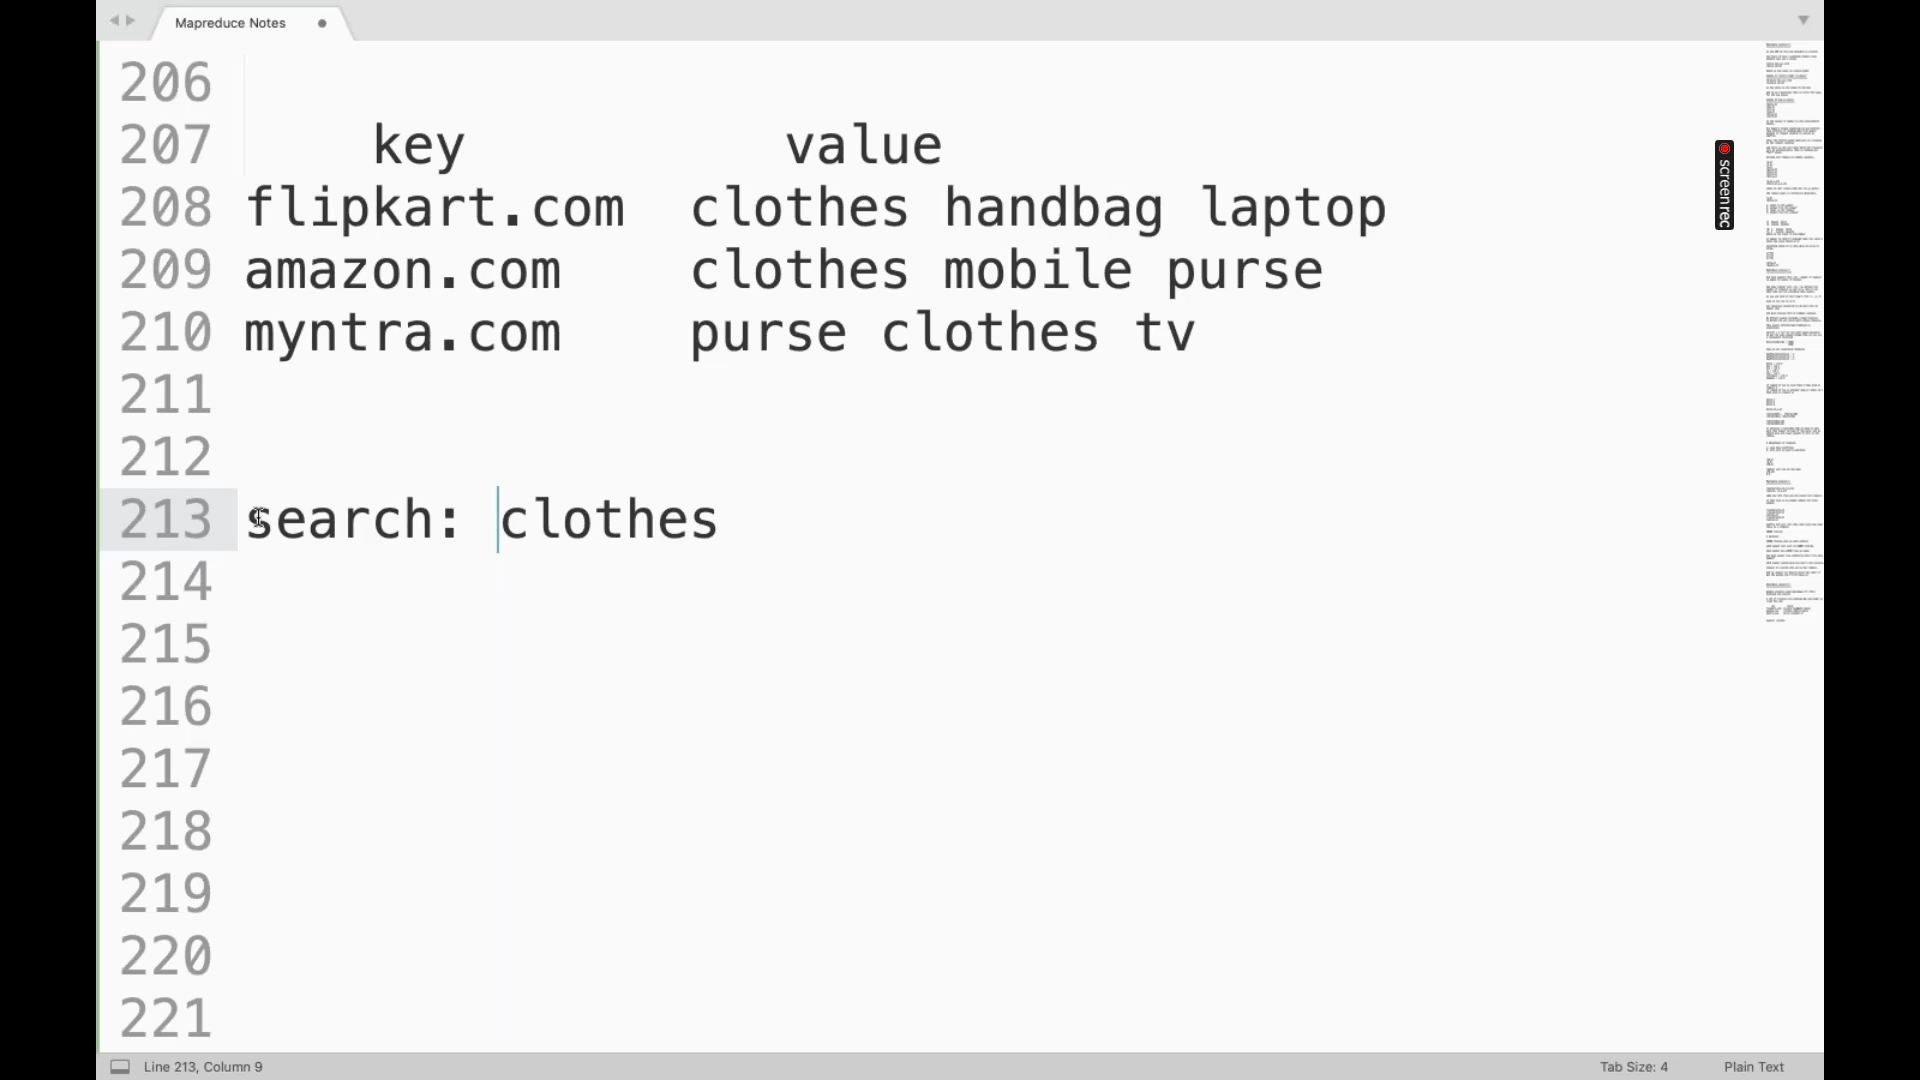 Mapreduce Notes
206
207 key value
208 flipkart.com clothes handbag laptop
209 amazon.com clothes mobile purse
210 myntra.com purse clothes tv
211
212
213 search: clothes
214
215
216
217
218
219
220
221
screenrec
Line 213, Column 9 Tab Size: 4 Plain Text